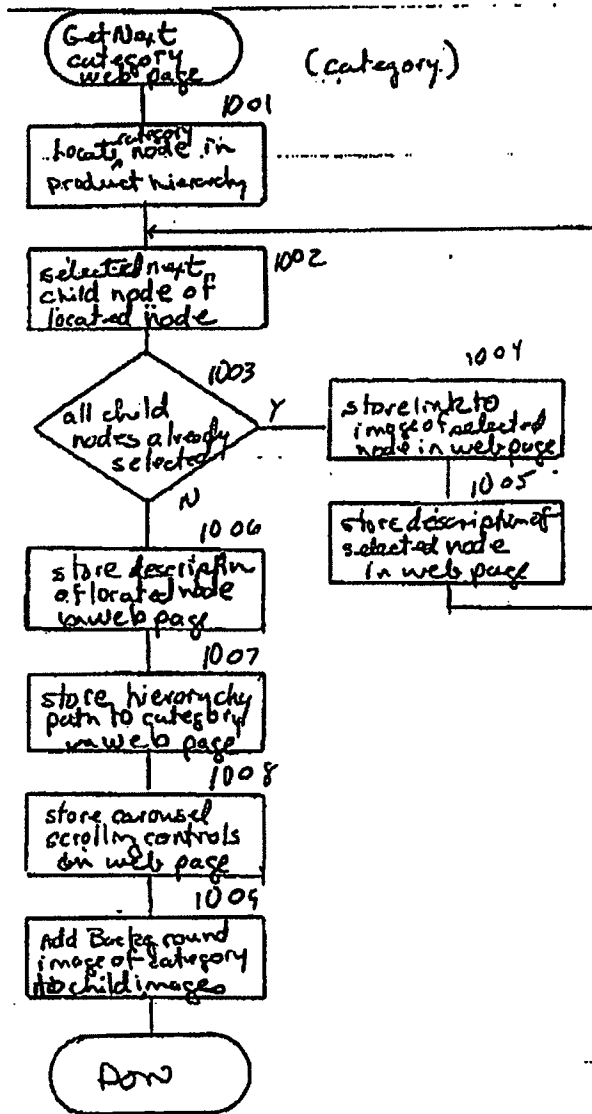 GetNext
category
web page
(category)
1001
Locate category node in
product hierarchy
1002
selected next
child node of
located node
1003
all child
nodes already
selected
Y
N
1004
store link to
image of selected
node in web page
1005
store description of
selected node
in web page
1006
store description
of located node
in web page
1007
store hierarchy
path to category
in web page
1008
store carousel
scrolling controls
on web page
1009
Add Background
image of category
to child images
Done